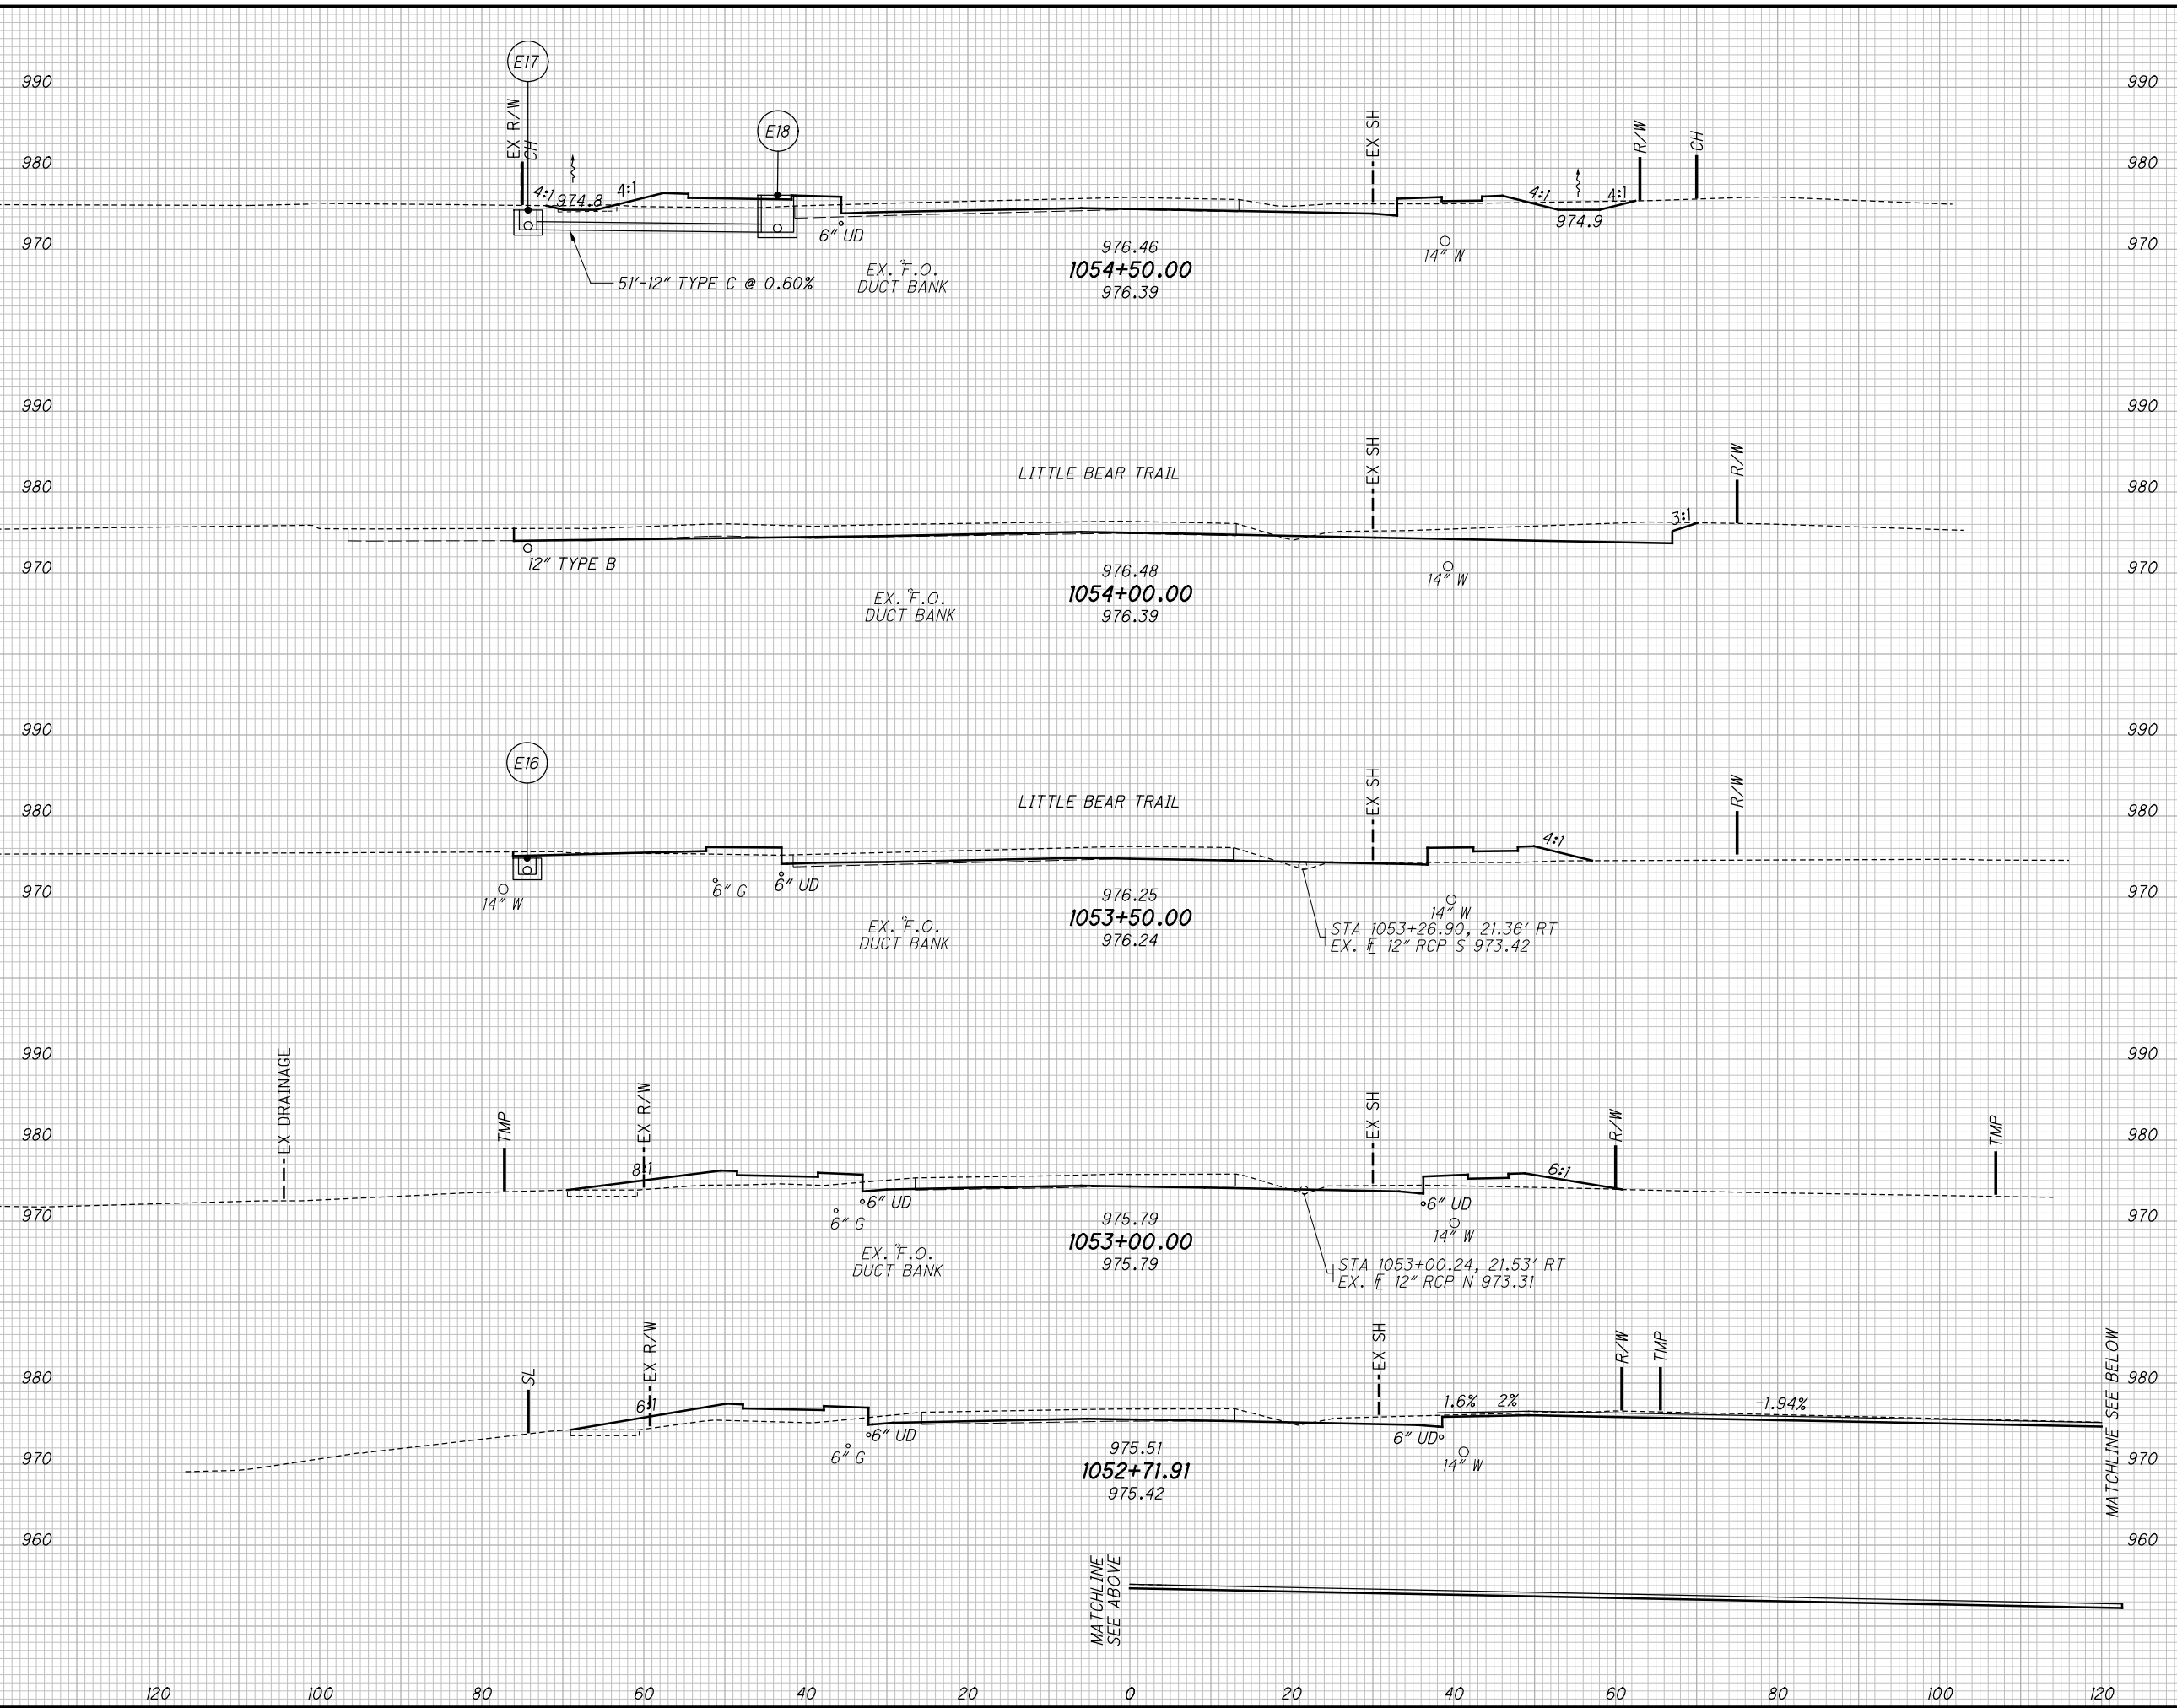 E17
990
990
EX R/W
CH
E18
EX SH
R/W
CH
980
980
4:1
974.8
4:1
4:1
4:1
974.9
970
970
6" UD
976.46
14" W
EX. F.O.
DUCT BANK
1054+50.00
51'-12" TYPE C @ 0.60%
976.39
990
990
EX SH
LITTLE BEAR TRAIL
R/W
980
980
3:1
12" TYPE B
970
970
976.48
14" W
EX. F.O.
DUCT BANK
1054+00.00
976.39
990
990
E16
EX SH
R/W
LITTLE BEAR TRAIL
980
980
4:1
970
970
14" W
6" G
6" UD
976.25
14" W
EX. F.O.
DUCT BANK
1053+50.00
976.24
STA 1053+26.90, 21.36' RT
EX. FL 12" RCP S 973.42
990
990
EX DRAINAGE
TMP
EX R/W
EX SH
R/W
TMP
980
980
8:1
6:1
970
970
6" UD
6" G
975.79
6" UD
14" W
EX. F.O.
DUCT BANK
1053+00.00
975.79
STA 1053+00.24, 21.53' RT
EX. FL 12" RCP N 973.31
SL
EX R/W
EX SH
R/W
TMP
MATCHLINE SEE BELOW
980
980
6:1
1.6%
2%
-1.94%
970
970
6" UD
6" G
6" UD
14" W
975.51
1052+71.91
975.42
960
960
MATCHLINE
SEE ABOVE
120 100 80 60 40 20 0 20 40 60 80 100 120